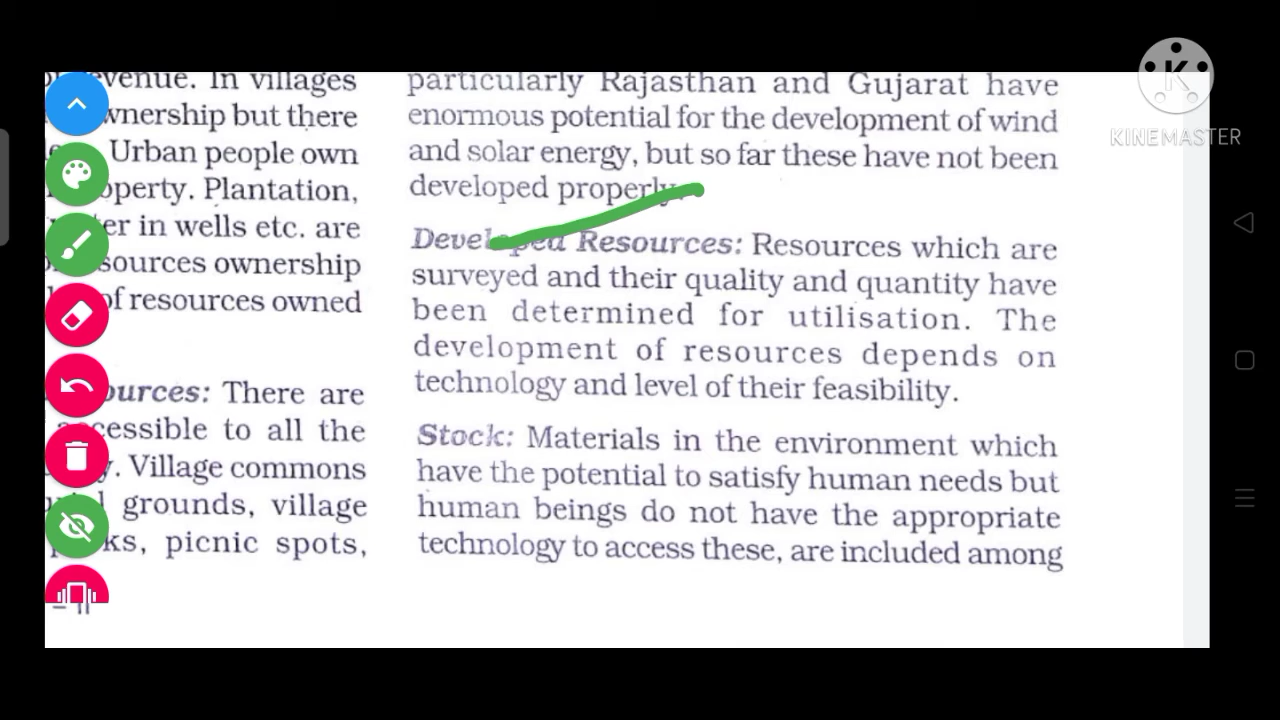 evenue. In villages
wnership but there
Urban people own
operty. Plantation,
er in wells etc. are
sources ownership
of resources owned
ources: There are
accessible to all the
. Village commons
grounds, village
ks, picnic spots,
particularly Rajasthan and Gujarat have
enormous potential for the development of wind
and solar energy, but so far these have not been
developed properly.
Developed Resources: Resources which are
surveyed and their quality and quantity have
been determined for utilisation. The
development of resources depends on
technology and level of their feasibility.
Stock: Materials in the environment which
have the potential to satisfy human needs but
human beings do not have the appropriate
technology to access these, are included among
KINEMASTER